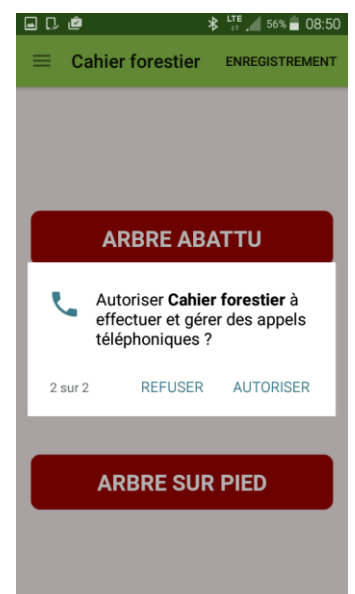 LTE 56% 08:50
Cahier forestier ENREGISTREMENT
ARBRE ABATTU
Autoriser Cahier forestier à
effectuer et gérer des appels
téléphoniques ?
2 sur 2 REFUSER AUTORISER
ARBRE SUR PIED